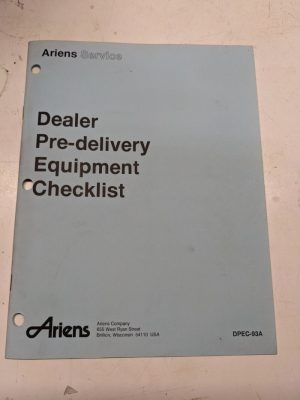 Ariens Service
Dealer
Pre-delivery
Equipment
Checklist
Ariens
Ariens Company
655 West Ryan Street
Brillion, Wisconsin 54110 USA
DPEC-93A